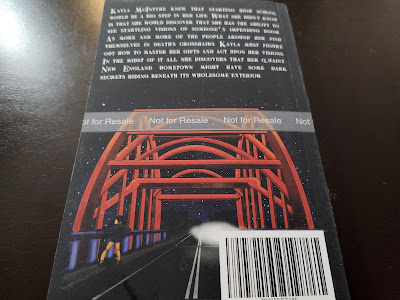 Kayla McIntyre knew that starting high school
would be a big step in her life. What she didn't know
is that she would discover that she has the ability to
see startling visions of someone's impending doom.
As more and more of the people around her find
themselves in death's crosshairs Kayla must figure
out how to master her gifts and act upon her visions.
In the midst of it all she discovers that her quaint
New England hometown might have some dark
secrets hiding beneath its wholesome exterior.
Not for Resale Not for Resale Not for Resale Not for Resale